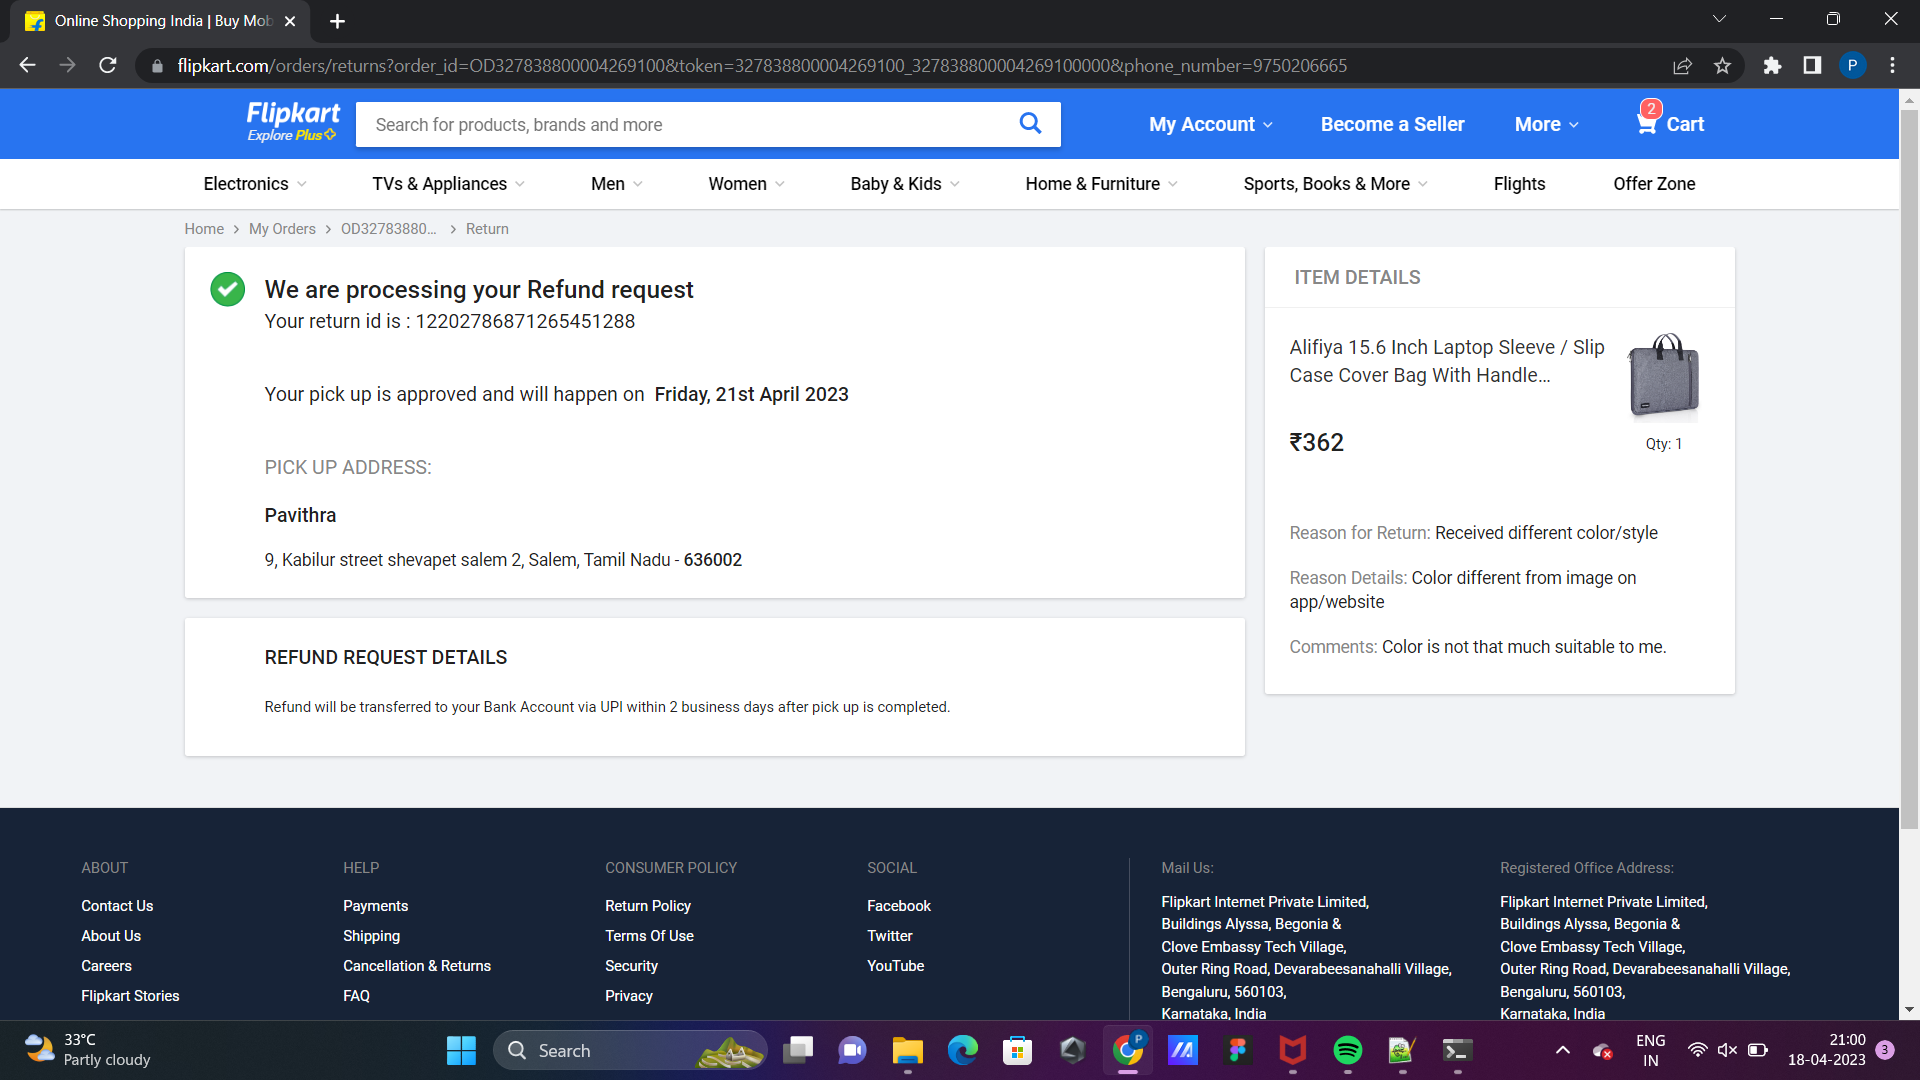 Online Shopping India | Buy Mob
flipkart.com/orders/returns?order_id=OD327838800004269100&token=327838800004269100_327838800004269100000&phone_number=9750206665
P
Flipkart
Explore Plus
Search for products, brands and more
My Account
Become a Seller
More
2
Cart
Electronics
TVs & Appliances
Men
Women
Baby & Kids
Home & Furniture
Sports, Books & More
Flights
Offer Zone
Home
My Orders
OD32783880...
Return
We are processing your Refund request
Your return id is : 12202786871265451288
Your pick up is approved and will happen on Friday, 21st April 2023
PICK UP ADDRESS:
Pavithra
9, Kabilur street shevapet salem 2, Salem, Tamil Nadu - 636002
REFUND REQUEST DETAILS
Refund will be transferred to your Bank Account via UPI within 2 business days after pick up is completed.
ITEM DETAILS
Alifiya 15.6 Inch Laptop Sleeve / Slip
Case Cover Bag With Handle...
₹362
Qty: 1
Reason for Return: Received different color/style
Reason Details: Color different from image on
app/website
Comments: Color is not that much suitable to me.
ABOUT
Contact Us
About Us
Careers
Flipkart Stories
HELP
Payments
Shipping
Cancellation & Returns
FAQ
CONSUMER POLICY
Return Policy
Terms Of Use
Security
Privacy
SOCIAL
Facebook
Twitter
YouTube
Mail Us:
Flipkart Internet Private Limited,
Buildings Alyssa, Begonia &
Clove Embassy Tech Village,
Outer Ring Road, Devarabeesanahalli Village,
Bengaluru, 560103,
Karnataka, India
Registered Office Address:
Flipkart Internet Private Limited,
Buildings Alyssa, Begonia &
Clove Embassy Tech Village,
Outer Ring Road, Devarabeesanahalli Village,
Bengaluru, 560103,
Karnataka, India
33°C
Partly cloudy
Search
P
ENG
IN
21:00
18-04-2023
3